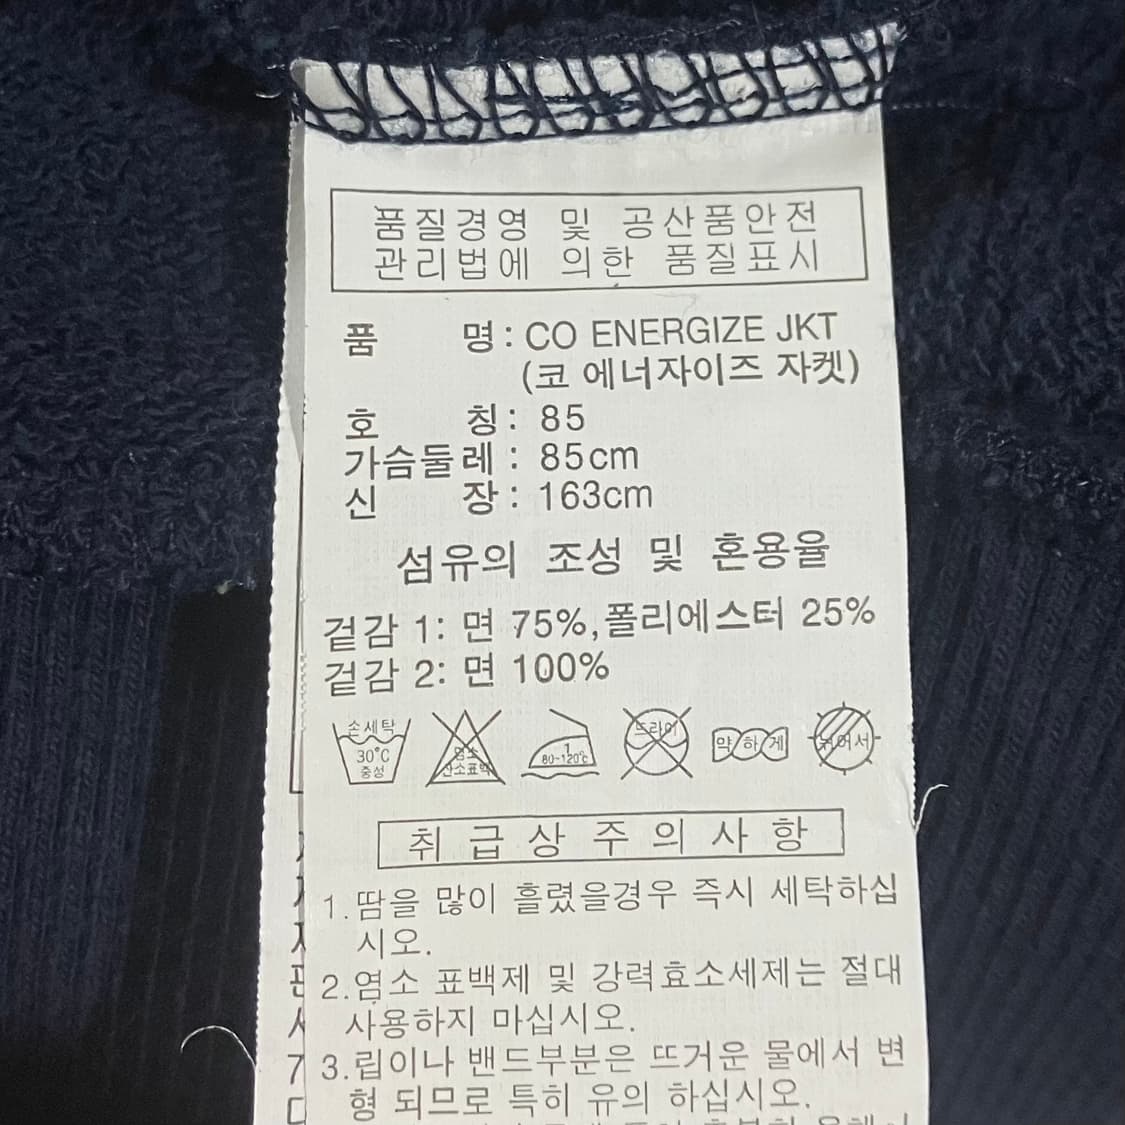 품질경영 및 공산품안전
관리법에 의한 품질표시
품 명: CO ENERGIZE JKT
(코 에너자이즈 자켓)
호 칭: 85
가슴둘레: 85cm
신 장: 163cm
섬유의 조성 및 혼용율
겉감 1: 면 75%,폴리에스터 25%
겉감 2: 면 100%
손세탁
30℃
중성
염소
산소표백
1
80~120℃
드라이
약하게
뉘어서
취급상주의사항
1.땀을 많이 흘렸을경우 즉시 세탁하십
시오.
2.염소 표백제 및 강력효소세제는 절대
사용하지 마십시오.
3.립이나 밴드부분은 뜨거운 물에서 변
형 되므로 특히 유의 하십시오.